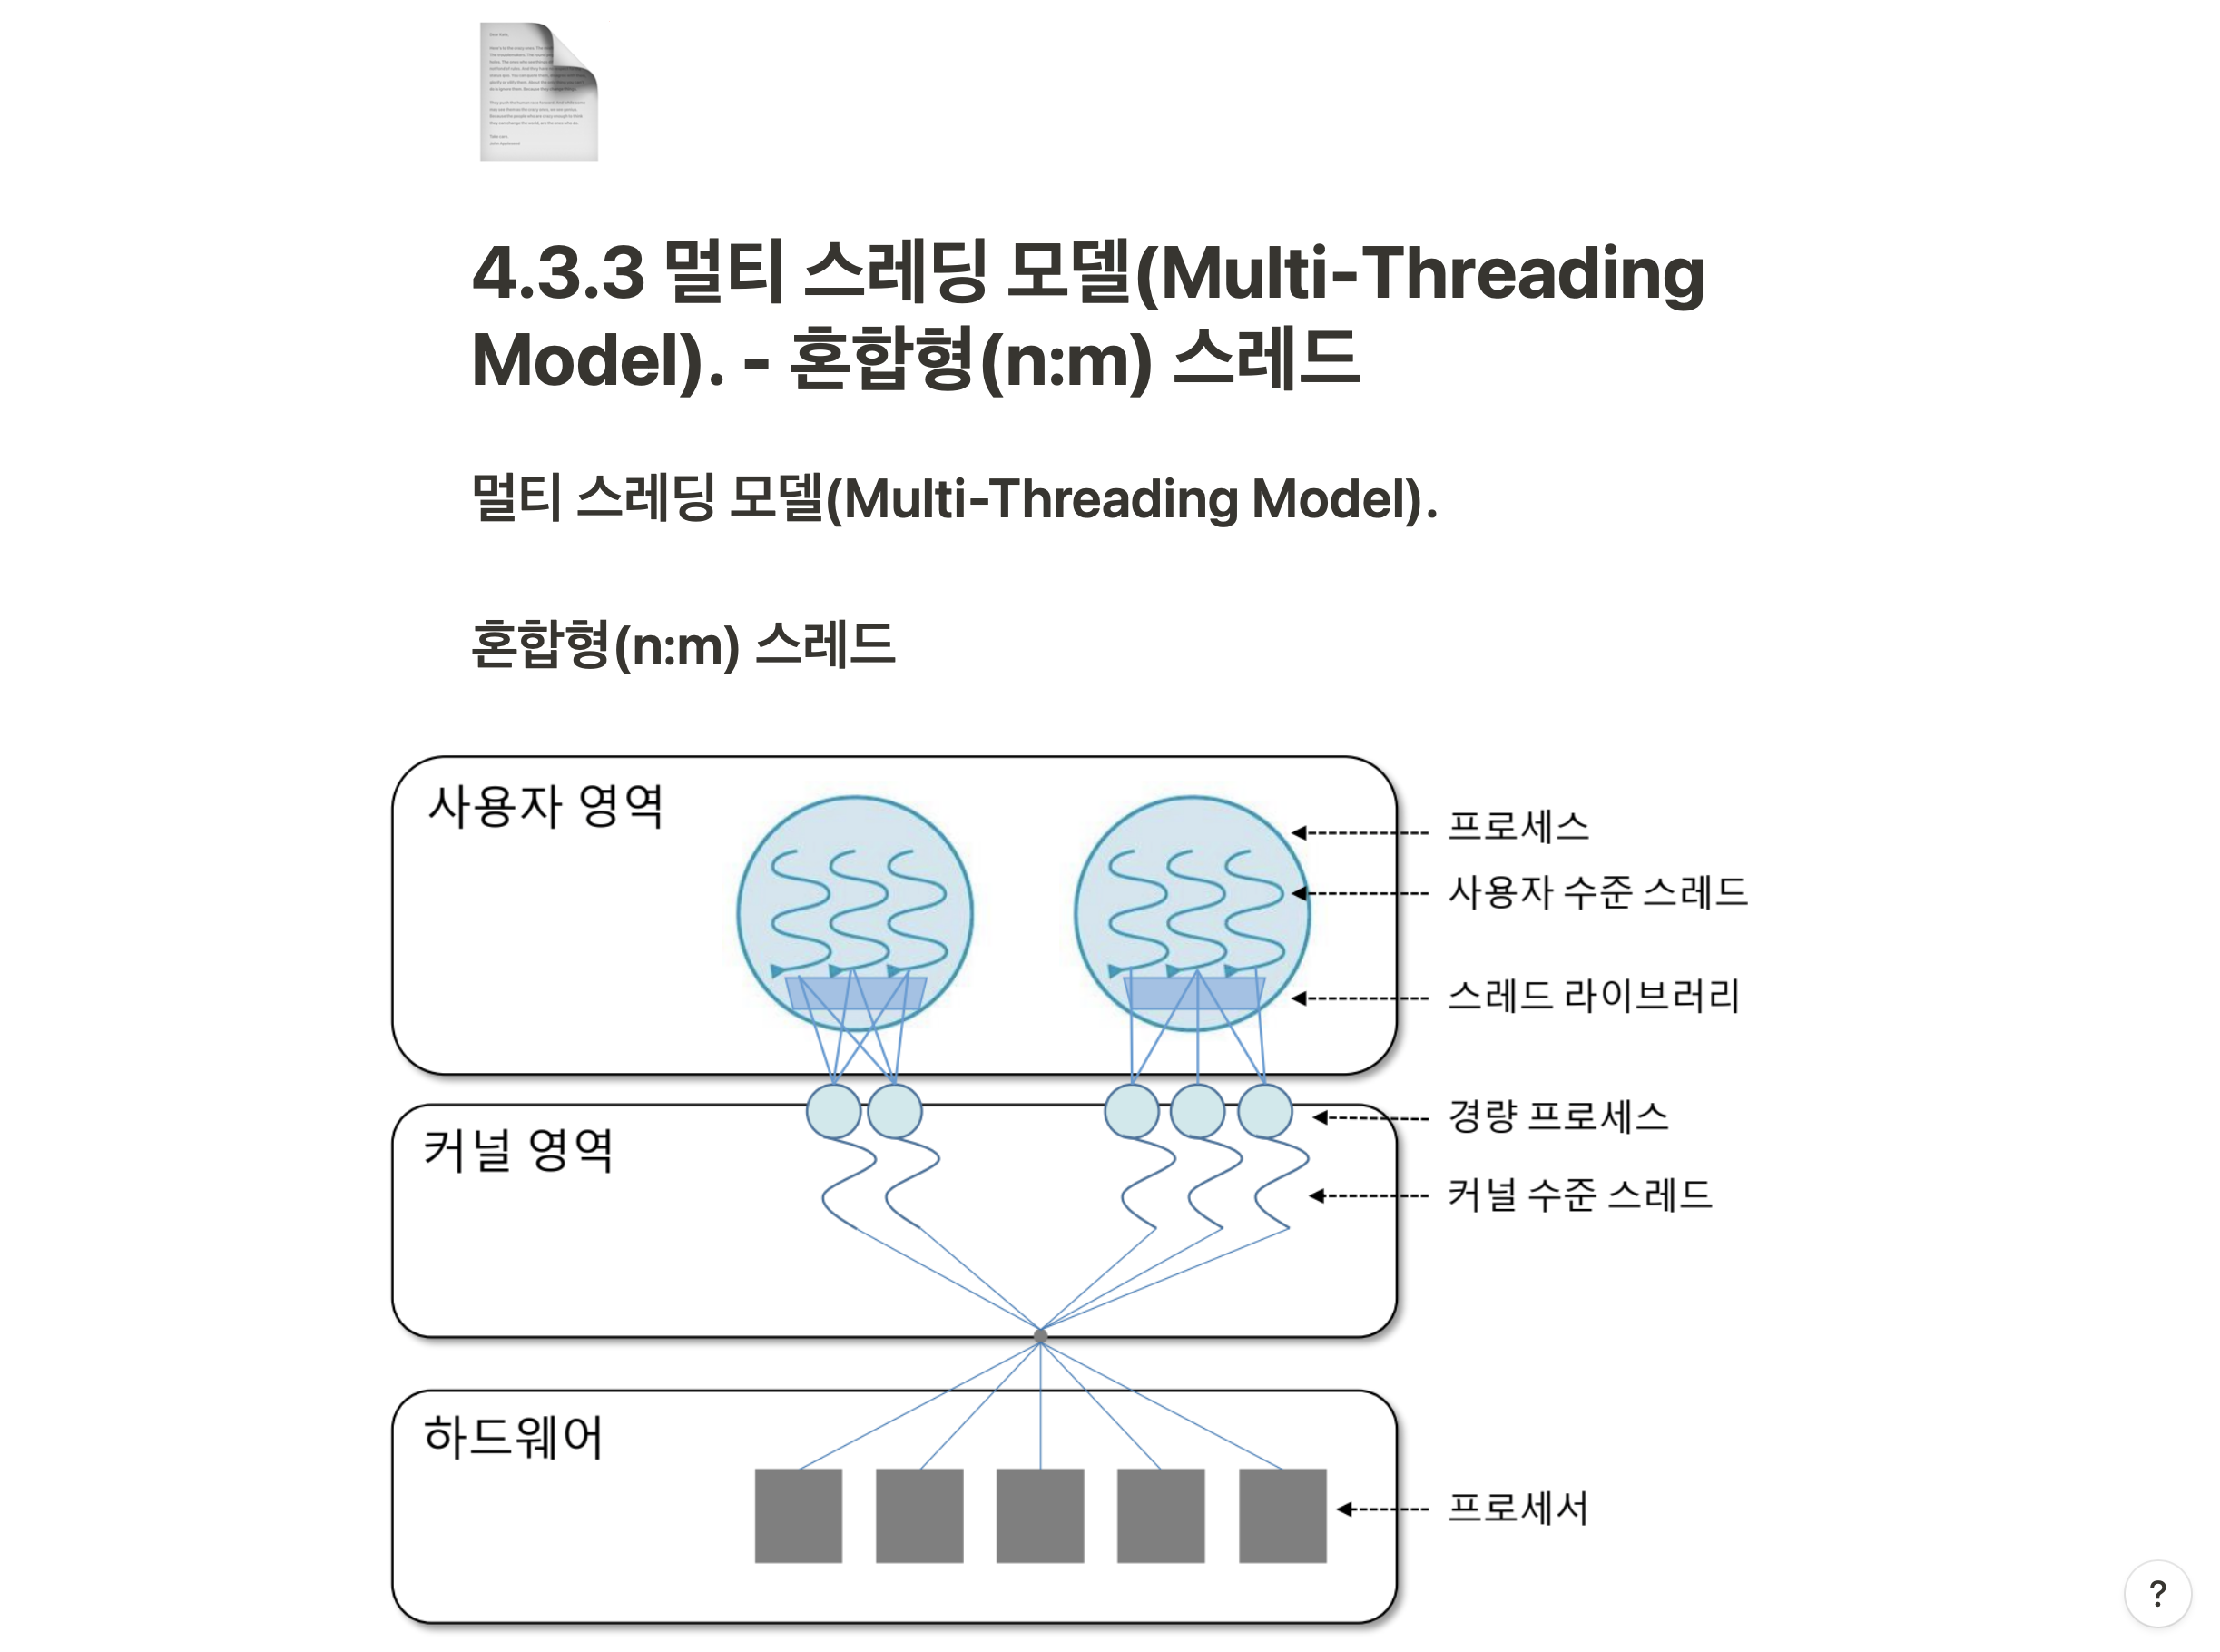 4.3.3 멀티 스레딩 모델(Multi-Threading
Model). - 혼합형(n:m) 스레드
멀티 스레딩 모델(Multi-Threading Model).
혼합형(n:m) 스레드
사용자 영역
프로세스
사용자 수준 스레드
스레드 라이브러리
경량 프로세스
커널 영역
커널 수준 스레드
하드웨어
프로세서
?